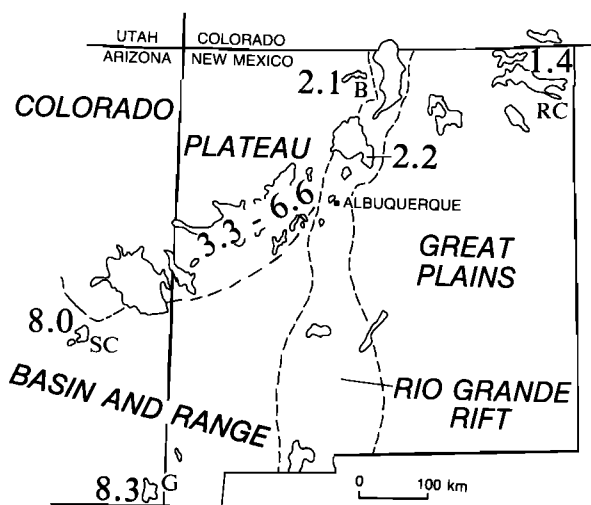 UTAH COLORADO
ARIZONA NEW MEXICO
2.1 B
1.4
RC
COLORADO
PLATEAU
2.2
3.3 - 6.6
ALBUQUERQUE
GREAT
PLAINS
8.0
SC
BASIN AND RANGE
RIO GRANDE
RIFT
8.3 G
0 100 km